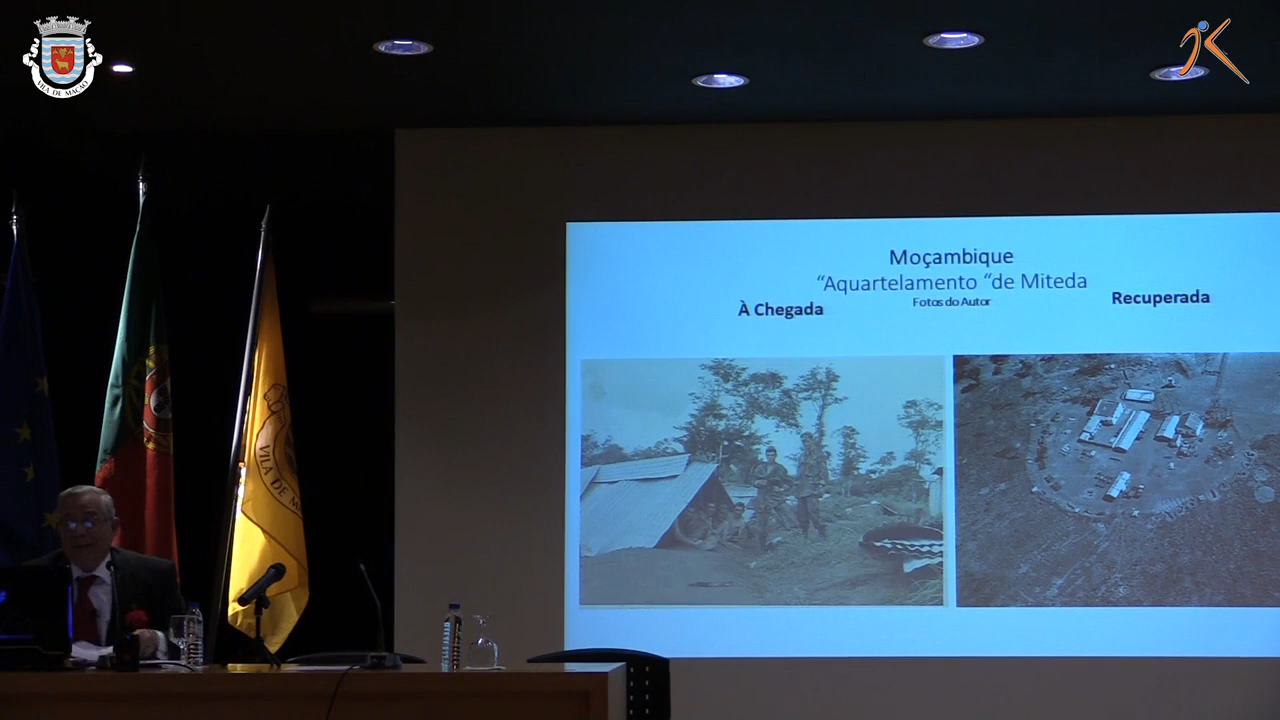 VILA DE MAÇÃO
Moçambique
“Aquartelamento “de Miteda
À Chegada
Fotos do Autor
Recuperada
VILA DE M